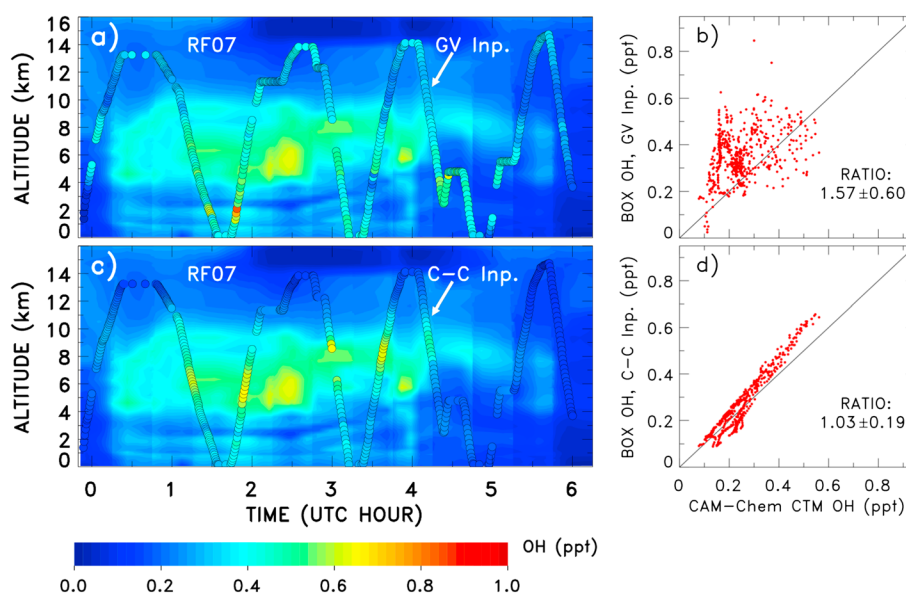 a)
RF07
GV Inp.
ALTITUDE (km)
16
14
12
10
8
6
4
2
0
b)
BOX OH, GV Inp. (ppt)
0.8
0.6
0.4
0.2
0
RATIO:
1.57±0.60
c)
RF07
C-C Inp.
ALTITUDE (km)
14
12
10
8
6
4
2
0
0 1 2 3 4 5 6
TIME (UTC HOUR)
d)
BOX OH, C-C Inp. (ppt)
0.8
0.6
0.4
0.2
0
RATIO:
1.03±0.19
0 0.2 0.4 0.6 0.8
CAM-Chem CTM OH (ppt)
OH (ppt)
0.0 0.2 0.4 0.6 0.8 1.0